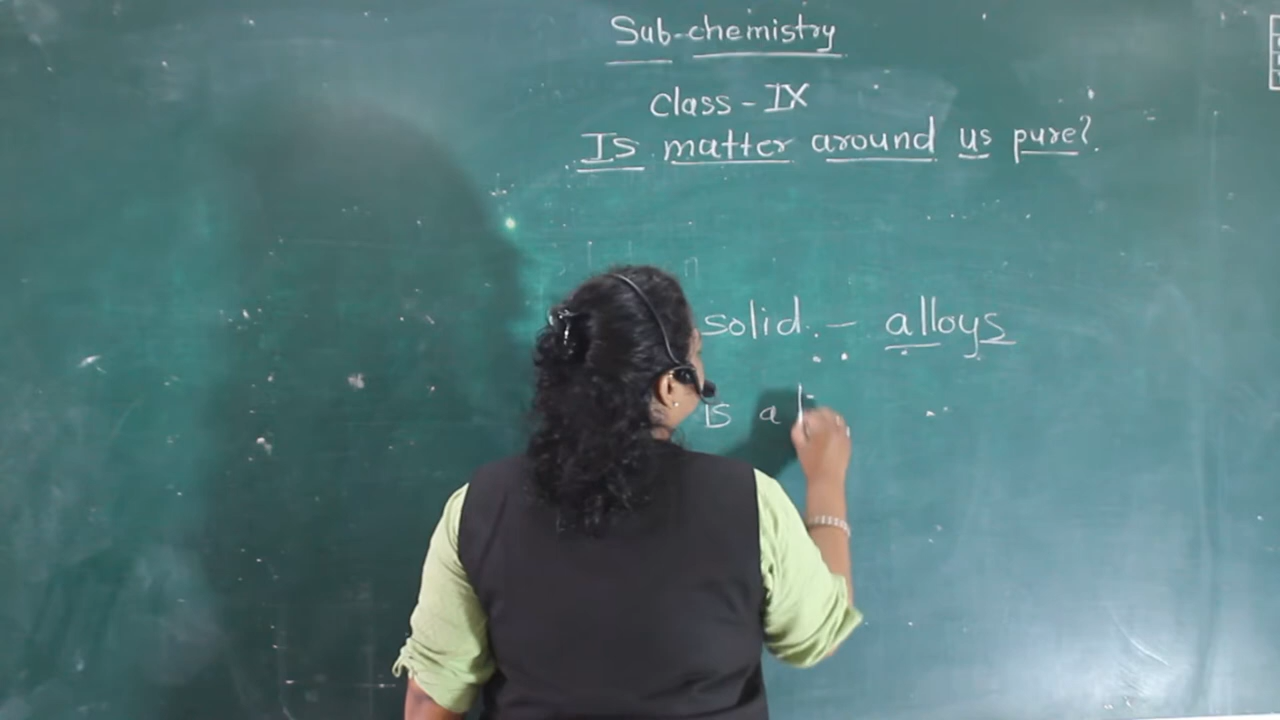 Sub-chemistry
Class - IX
Is matter around us pure?
solid. - alloys
is a